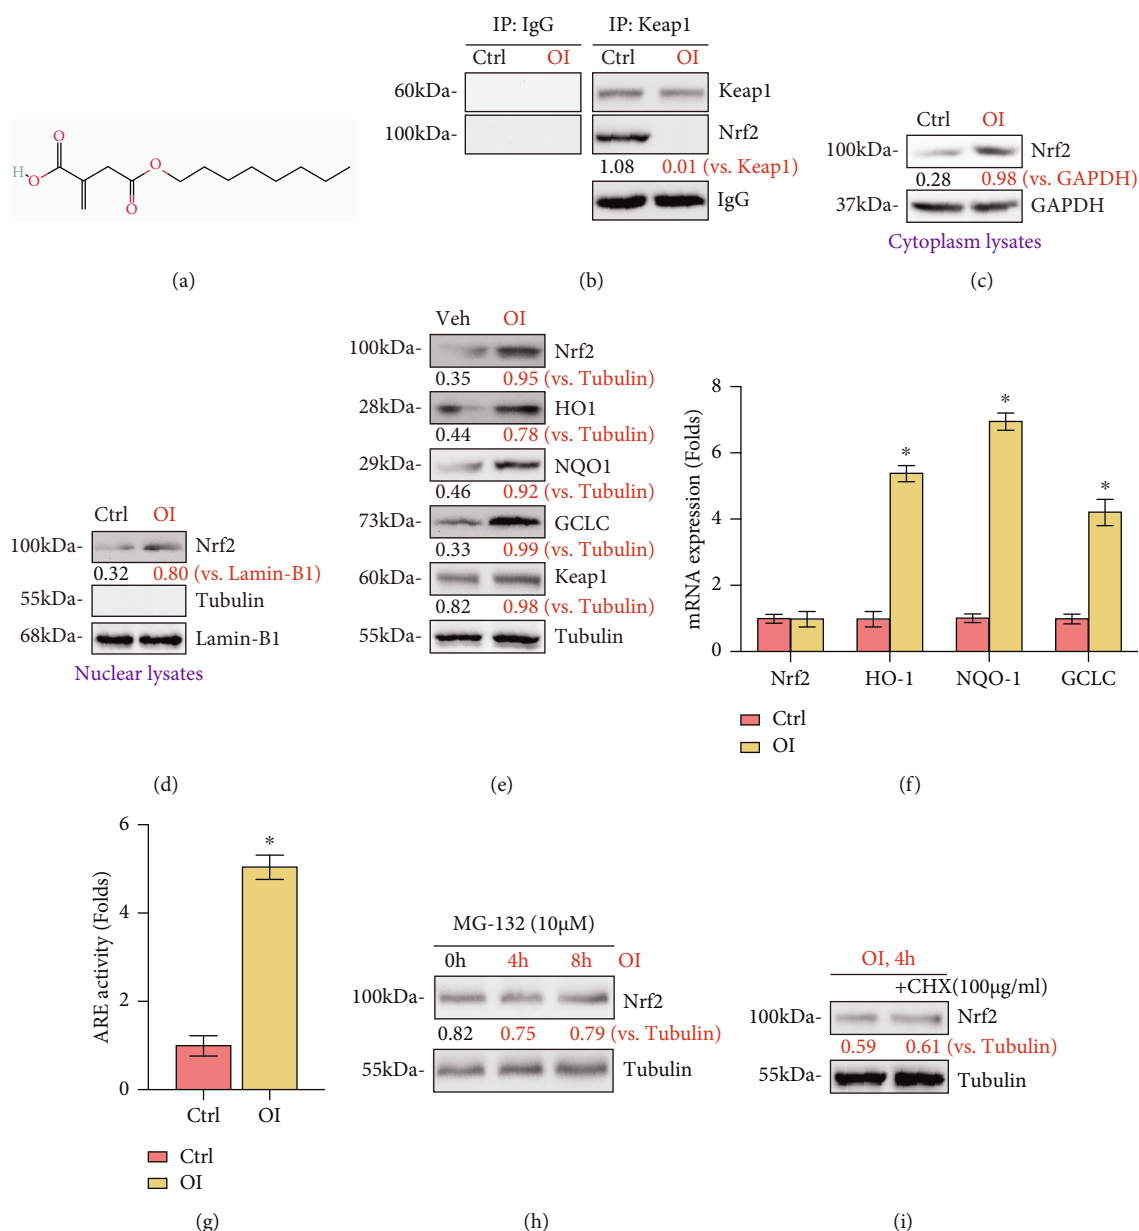 H
O
O
O
O
(a)
IP: IgG IP: Keap1
Ctrl OI Ctrl OI
60kDa- Keap1
100kDa- Nrf2
1.08 0.01 (vs. Keap1)
IgG
(b)
Ctrl OI
100kDa- Nrf2
0.28 0.98 (vs. GAPDH)
37kDa- GAPDH
Cytoplasm lysates
(c)
Ctrl OI
100kDa- Nrf2
0.32 0.80 (vs. Lamin-B1)
55kDa- Tubulin
68kDa- Lamin-B1
Nuclear lysates
(d)
Veh OI
100kDa- Nrf2
0.35 0.95 (vs. Tubulin)
28kDa- HO1
0.44 0.78 (vs. Tubulin)
29kDa- NQO1
0.46 0.92 (vs. Tubulin)
73kDa- GCLC
0.33 0.99 (vs. Tubulin)
60kDa- Keap1
0.82 0.98 (vs. Tubulin)
55kDa- Tubulin
(e)
mRNA expression (Folds)
8
6
4
2
0
* * *
Nrf2 HO-1 NQO-1 GCLC
Ctrl
OI
(f)
ARE activity (Folds)
6
4
2
0
*
Ctrl OI
Ctrl
OI
(g)
MG-132 (10μM)
0h 4h 8h OI
100kDa- Nrf2
0.82 0.75 0.79 (vs. Tubulin)
55kDa- Tubulin
(h)
OI, 4h
+CHX(100μg/ml)
100kDa- Nrf2
0.59 0.61 (vs. Tubulin)
55kDa- Tubulin
(i)